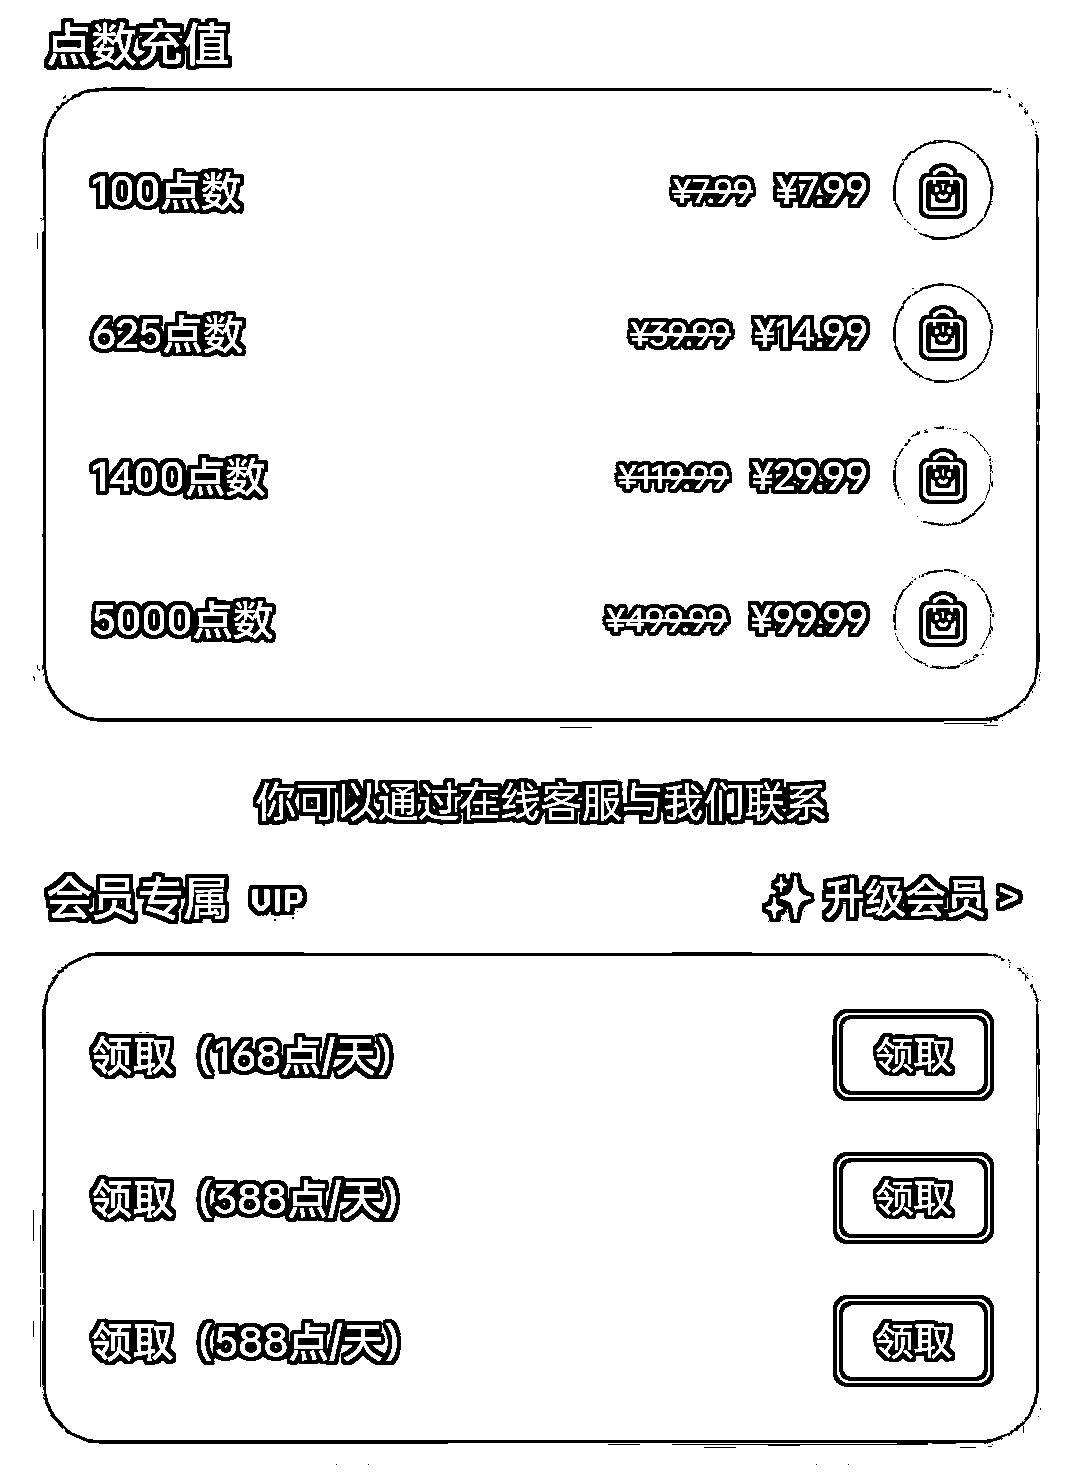 点数充值
100点数 ¥7.99 ¥7.99
625点数 ¥39.99 ¥14.99
1400点数 ¥119.99 ¥29.99
5000点数 ¥499.99 ¥99.99
你可以通过在线客服与我们联系
会员专属 VIP 升级会员 >
领取（168点/天） 领取
领取（388点/天） 领取
领取（588点/天） 领取